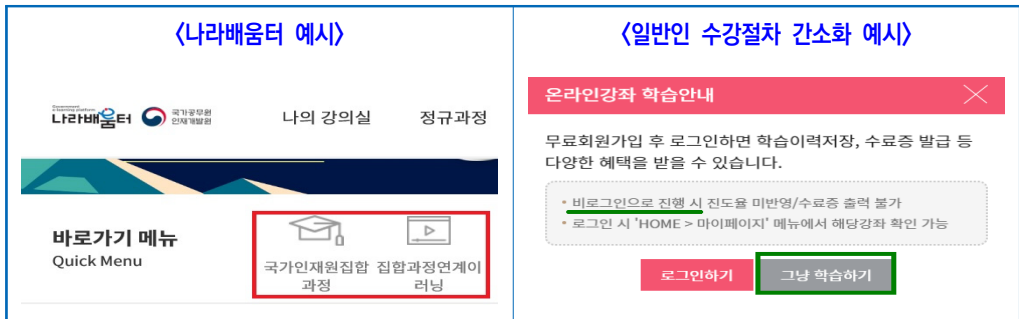 <나라배움터 예시>
Government e-learning platform
나라배움터 국가공무원 인재개발원 나의 강의실 정규과정
바로가기 메뉴
Quick Menu
국가인재원집합 과정
집합과정연계이 러닝
<일반인 수강절차 간소화 예시>
온라인강좌 학습안내
무료회원가입 후 로그인하면 학습이력저장, 수료증 발급 등
다양한 혜택을 받을 수 있습니다.
• 비로그인으로 진행 시 진도율 미반영/수료증 출력 불가
• 로그인 시 'HOME > 마이페이지' 메뉴에서 해당강좌 확인 가능
로그인하기 그냥 학습하기